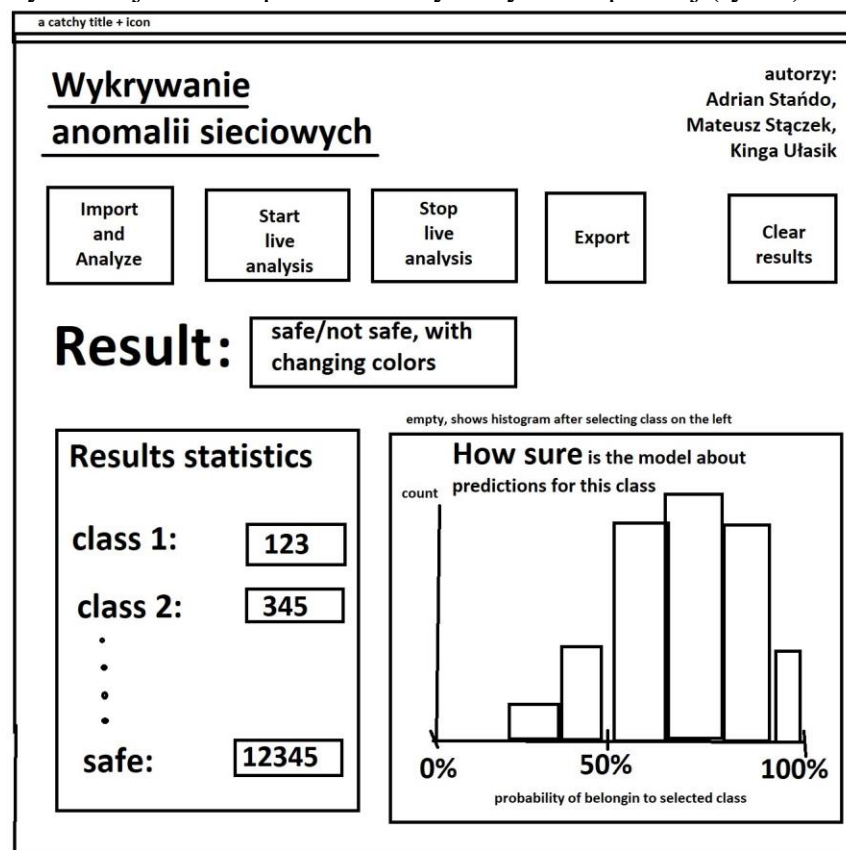 a catchy title + icon
Wykrywanie
anomalii sieciowych
autorzy:
Adrian Stańdo,
Mateusz Stączek,
Kinga Ułasik
Import
and
Analyze
Start
live
analysis
Stop
live
analysis
Export
Clear
results
Result:
safe/not safe, with
changing colors
empty, shows histogram after selecting class on the left
Results statistics
class 1:
123
class 2:
345
safe:
12345
How sure is the model about
predictions for this class
count
0%
50%
100%
probability of belongin to selected class